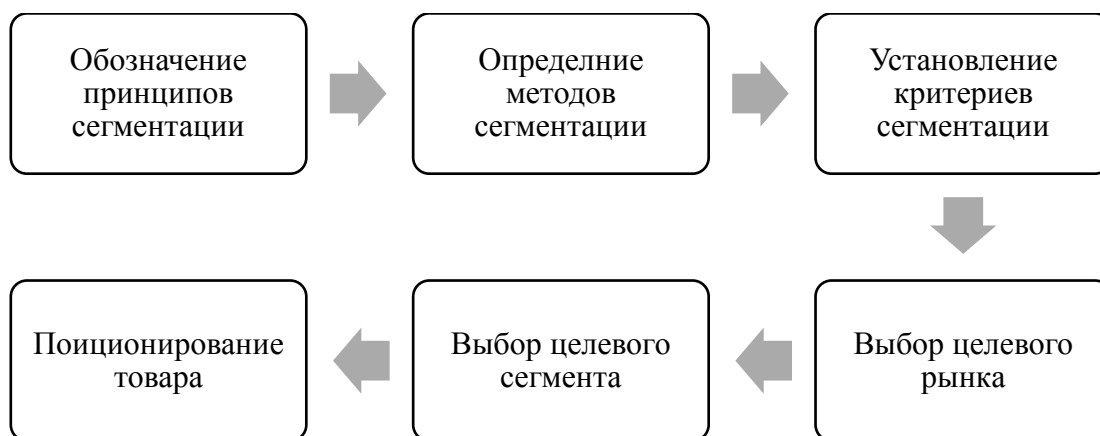 Обозначение
принципов
сегментации
Определние
методов
сегментации
Установление
критериев
сегментации
Выбор целевого
рынка
Выбор целевого
сегмента
Поиционирование
товара